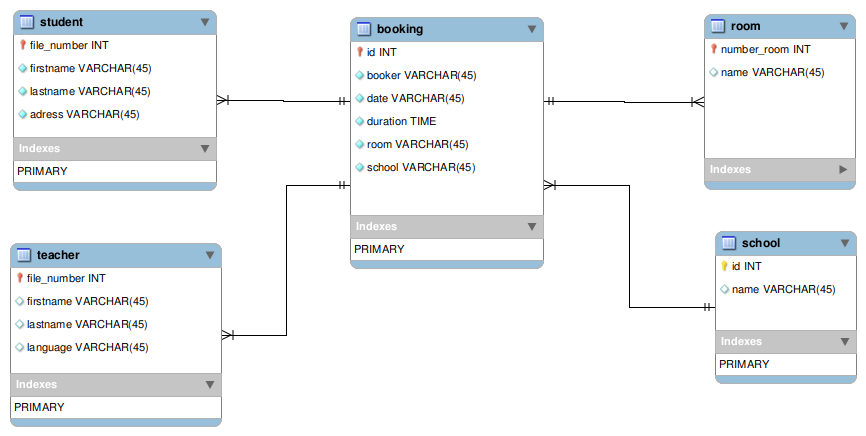 student
file_number INT
firstname VARCHAR(45)
lastname VARCHAR(45)
adress VARCHAR(45)
Indexes
PRIMARY
booking
id INT
booker VARCHAR(45)
date VARCHAR(45)
duration TIME
room VARCHAR(45)
school VARCHAR(45)
Indexes
PRIMARY
room
number_room INT
name VARCHAR(45)
Indexes
teacher
file_number INT
firstname VARCHAR(45)
lastname VARCHAR(45)
language VARCHAR(45)
Indexes
PRIMARY
school
id INT
name VARCHAR(45)
Indexes
PRIMARY